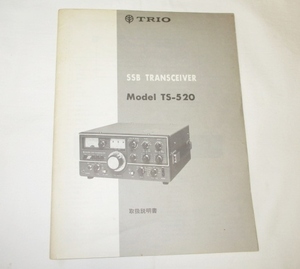 TRIO
SSB TRANSCEIVER
Model TS-520
取扱説明書